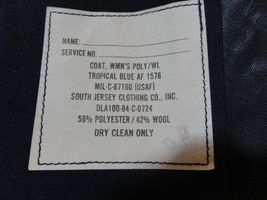 NAME:
SERVICE NO.
COAT, WMN'S POLY/WL
TROPICAL BLUE AF 1578
MIL-C-87160 (USAF)
SOUTH JERSEY CLOTHING CO., INC.
DLA100-84-C-0724
58% POLYESTER / 42% WOOL
DRY CLEAN ONLY